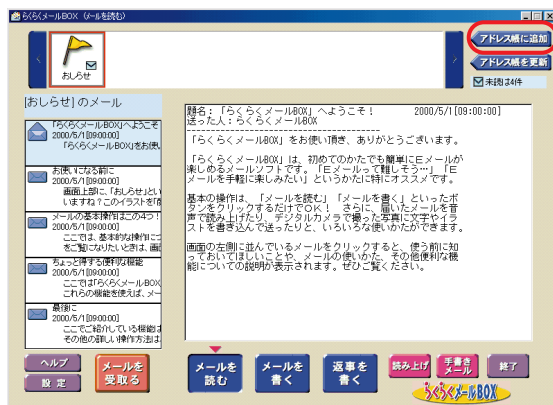 らくらくメールBOX (メールを読む)
アドレス帳に追加
アドレス帳を更新
未読は4件
おしらせ
[おしらせ]のメール
「らくらくメールBOX」へようこそ
2000/5/1[09:00:00]
「らくらくメールBOX」をお使い
お使いになる前に
2000/5/1[09:00:00]
画面上部に、「おしらせ」とい
いますね?このイラストを「
メールの基本操作はこの4つ!
2000/5/1[09:00:00]
ここでは、基本的な操作につ
をご覧になりたいときは、画
ちょっと得する便利な機能
2000/5/1[09:00:00]
ここでは「らくらくメールBOX
これらの機能を使えば、メー
最後に
2000/5/1[09:00:00]
ここでご紹介している機能は
その他の詳しい操作方法は
題名:「らくらくメールBOX」へようこそ! 2000/5/1[09:00:00]
送った人:らくらくメールBOX
「らくらくメールBOX」をお使い頂き、ありがとうございます。
「らくらくメールBOX」は、初めてのかたでも簡単にEメールが
楽しめるメールソフトです。「Eメールって難しそう…」「E
メールを手軽に楽しみたい」というかたに特にオススメです。
基本の操作は、「メールを読む」「メールを書く」といったボ
タンをクリックするだけでOK! さらに、届いたメールを音
声で読み上げたり、デジタルカメラで撮った写真に文字やイラ
ストを書き込んで送ったりと、いろいろな使いかたができます。
画面の左側に並んでいるメールをクリックすると、使う前に知
っておいてほしいことや、メールの使いかた、その他便利な機
能についての説明が表示されます。ぜひご覧ください。
ヘルプ
設定
メールを
受取る
メールを
読む
メールを
書く
返事を
書く
読み上げ
手書き
メール
終了
らくらくメールBOX